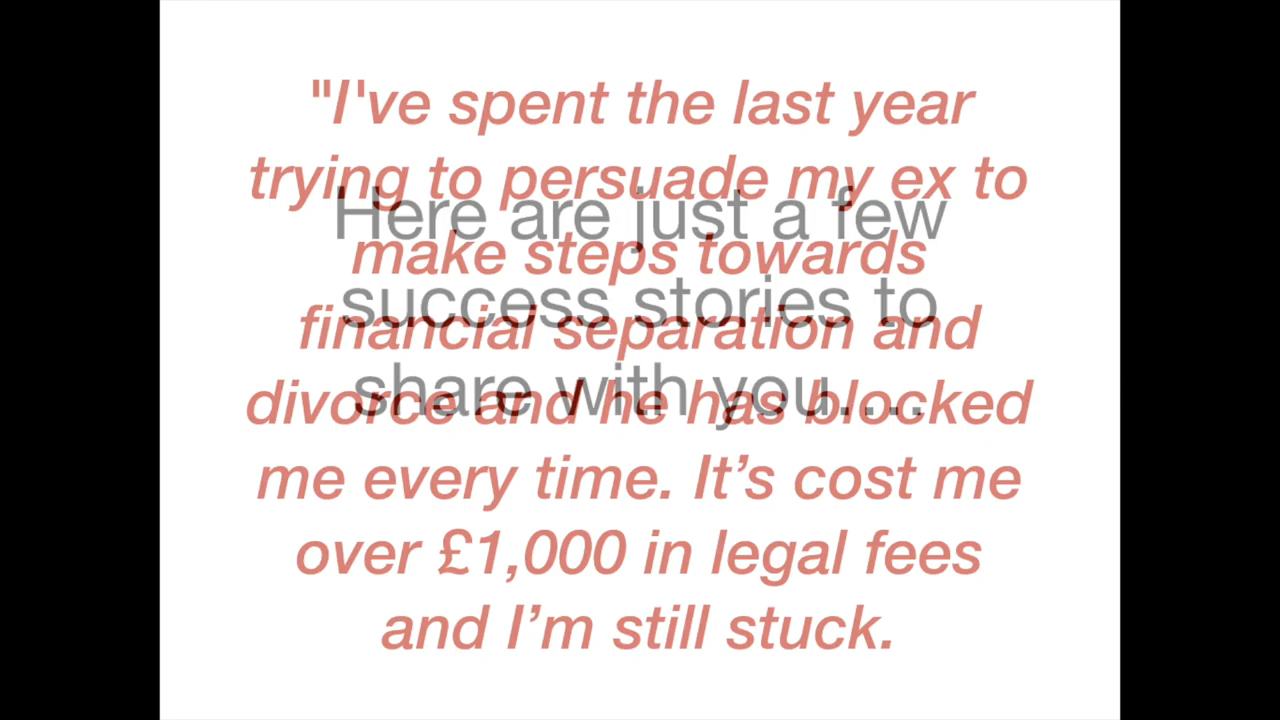 "I've spent the last year
trying to persuade my ex to
make steps towards
financial separation and
divorce and he has blocked
me every time. It’s cost me
over £1,000 in legal fees
and I’m still stuck.
Here are just a few
success stories to
share with you....